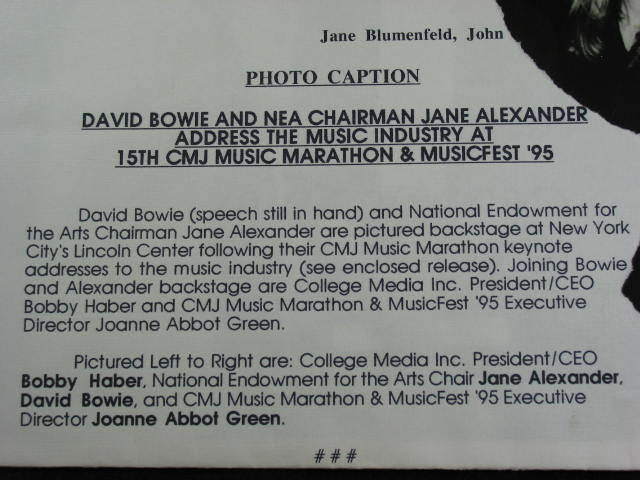 Jane Blumenfeld, John
PHOTO CAPTION
DAVID BOWIE AND NEA CHAIRMAN JANE ALEXANDER
ADDRESS THE MUSIC INDUSTRY AT
15TH CMJ MUSIC MARATHON & MUSICFEST '95
David Bowie (speech still in hand) and National Endowment for
the Arts Chairman Jane Alexander are pictured backstage at New York
City's Lincoln Center following their CMJ Music Marathon keynote
addresses to the music industry (see enclosed release). Joining Bowie
and Alexander backstage are College Media Inc. President/CEO
Bobby Haber and CMJ Music Marathon & MusicFest '95 Executive
Director Joanne Abbot Green.
Pictured Left to Right are: College Media Inc. President/CEO
Bobby Haber, National Endowment for the Arts Chair Jane Alexander,
David Bowie, and CMJ Music Marathon & MusicFest '95 Executive
Director Joanne Abbot Green.
# # #